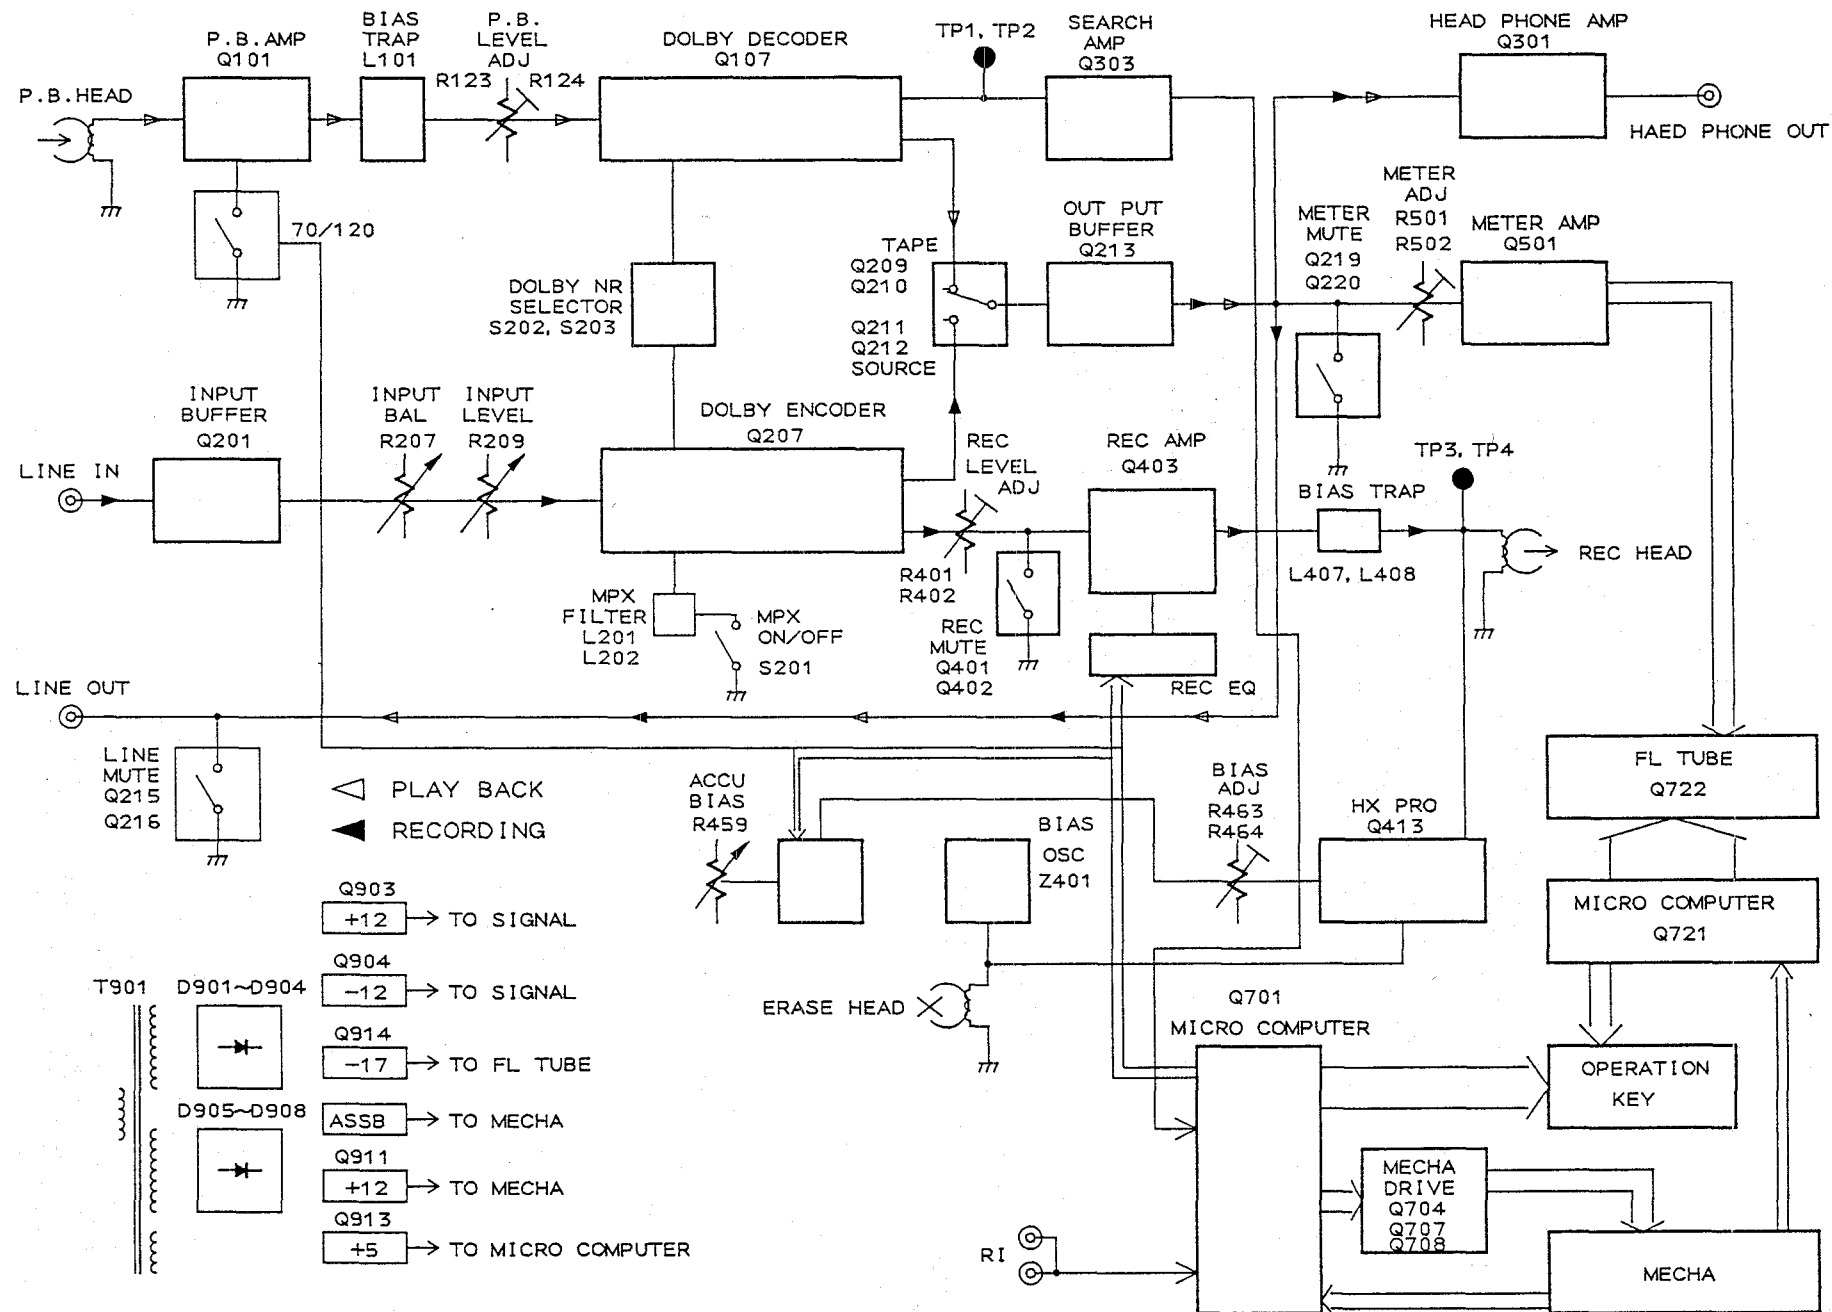 P.B.HEAD
P.B.AMP
Q101
BIAS
TRAP
L101
P.B.
LEVEL
ADJ
R123
R124
DOLBY DECODER
Q107
TP1, TP2
SEARCH
AMP
Q303
HEAD PHONE AMP
Q301
HAED PHONE OUT
70/120
DOLBY NR
SELECTOR
S202, S203
TAPE
Q209
Q210
Q211
Q212
SOURCE
OUT PUT
BUFFER
Q213
METER
MUTE
Q219
Q220
METER
ADJ
R501
R502
METER AMP
Q501
LINE IN
INPUT
BUFFER
Q201
INPUT
BAL
R207
INPUT
LEVEL
R209
DOLBY ENCODER
Q207
REC
LEVEL
ADJ
R401
R402
REC AMP
Q403
BIAS TRAP
L407, L408
TP3, TP4
REC HEAD
MPX
FILTER
L201
L202
MPX
ON/OFF
S201
REC
MUTE
Q401
Q402
REC EQ
LINE OUT
LINE
MUTE
Q215
Q216
PLAY BACK
RECORDING
ACCU
BIAS
R459
BIAS
OSC
Z401
BIAS
ADJ
R463
R464
HX PRO
Q413
FL TUBE
Q722
MICRO COMPUTER
Q721
ERASE HEAD
Q701
MICRO COMPUTER
OPERATION
KEY
MECHA
DRIVE
Q704
Q707
Q708
MECHA
RI
T901
D901~D904
D905~D908
Q903
+12 TO SIGNAL
Q904
-12 TO SIGNAL
Q914
-17 TO FL TUBE
ASSB TO MECHA
Q911
+12 TO MECHA
Q913
+5 TO MICRO COMPUTER